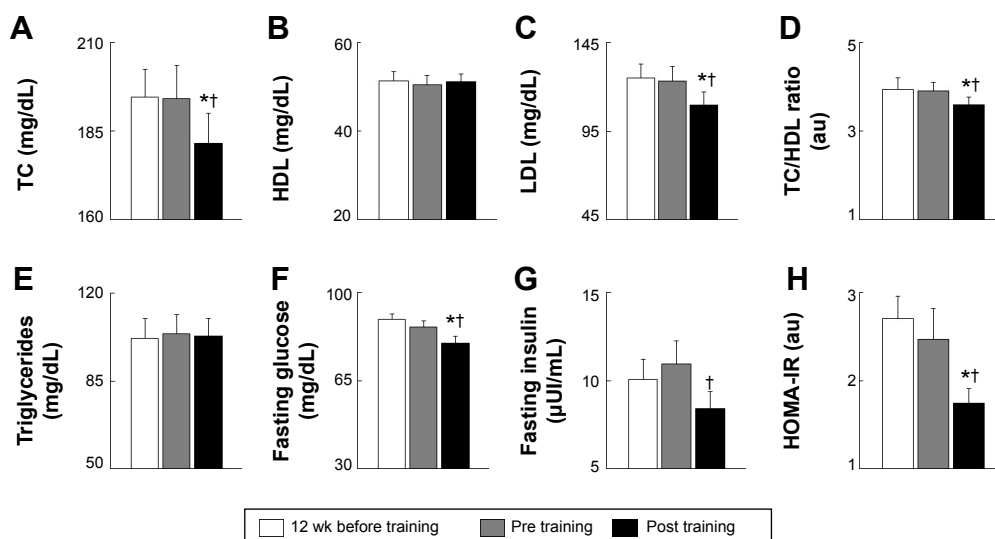 A
TC (mg/dL)
210
185
160
*†
B
HDL (mg/dL)
60
50
20
C
LDL (mg/dL)
145
95
45
*†
D
TC/HDL ratio
(au)
5
3
1
*†
E
Triglycerides
(mg/dL)
120
85
50
F
Fasting glucose
(mg/dL)
100
65
30
*†
G
Fasting insulin
(µUI/mL)
15
10
5
†
H
HOMA-IR (au)
3
2
1
*†
12 wk before training
Pre training
Post training